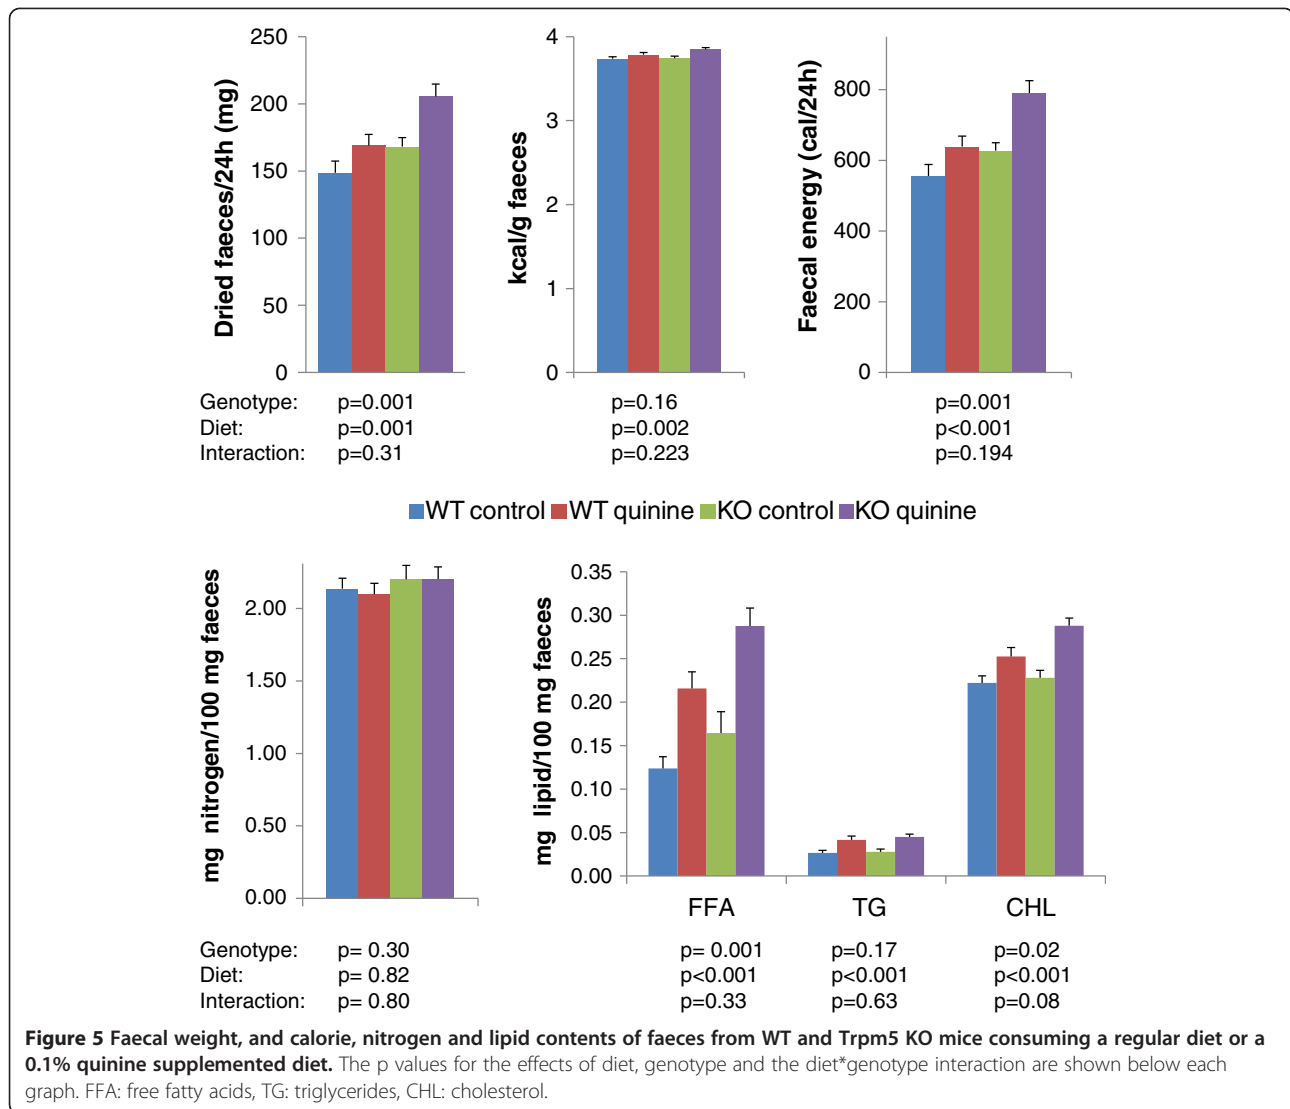 Dried faeces/24h (mg)
250
200
150
100
50
0
kcal/g faeces
4
3
2
1
0
Faecal energy (cal/24h)
800
600
400
200
0
Genotype: p=0.001 p=0.16 p=0.001
Diet: p=0.001 p=0.002 p<0.001
Interaction: p=0.31 p=0.223 p=0.194
WT control WT quinine KO control KO quinine
mg nitrogen/100 mg faeces
2.00
1.50
1.00
0.50
0.00
mg lipid/100 mg faeces
0.35
0.30
0.25
0.20
0.15
0.10
0.05
0.00
FFA TG CHL
Genotype: p= 0.30 p= 0.001 p=0.17 p=0.02
Diet: p= 0.82 p<0.001 p<0.001 p<0.001
Interaction: p= 0.80 p=0.33 p=0.63 p=0.08
Figure 5 Faecal weight, and calorie, nitrogen and lipid contents of faeces from WT and Trpm5 KO mice consuming a regular diet or a
0.1% quinine supplemented diet. The p values for the effects of diet, genotype and the diet*genotype interaction are shown below each
graph. FFA: free fatty acids, TG: triglycerides, CHL: cholesterol.